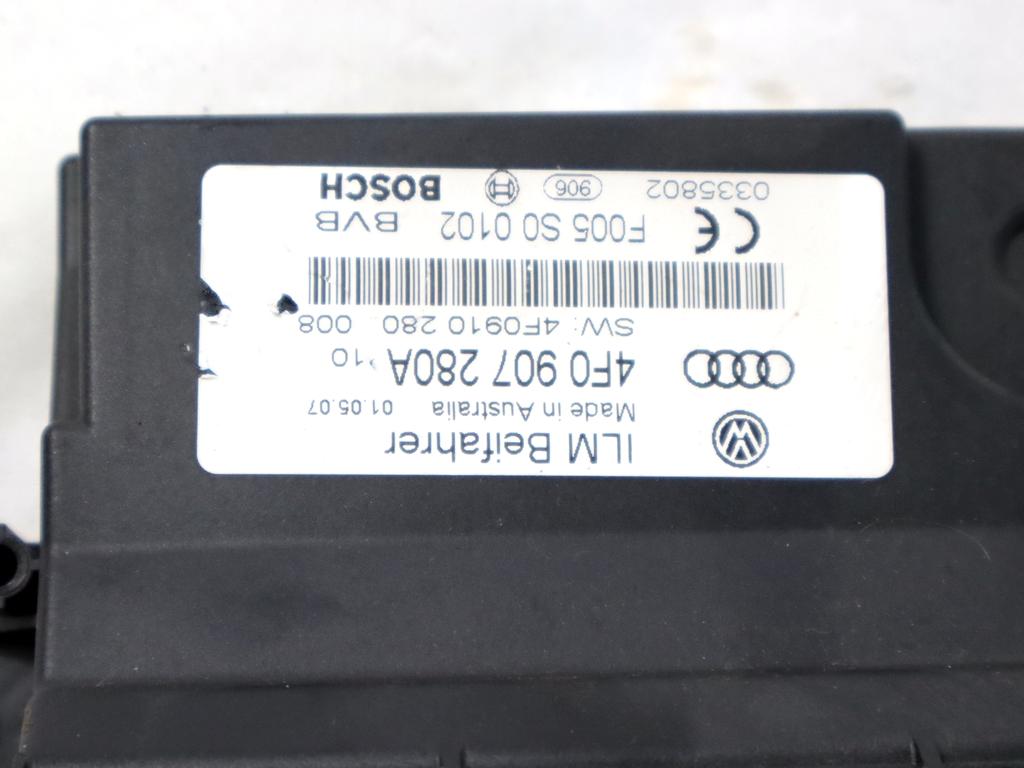 ILM Beifahrer
Made in Australia 01.05.07
4F0 907 280A '10
SW: 4F0910 280 008
F005 S0 0102 BVB
0335802 906 BOSCH